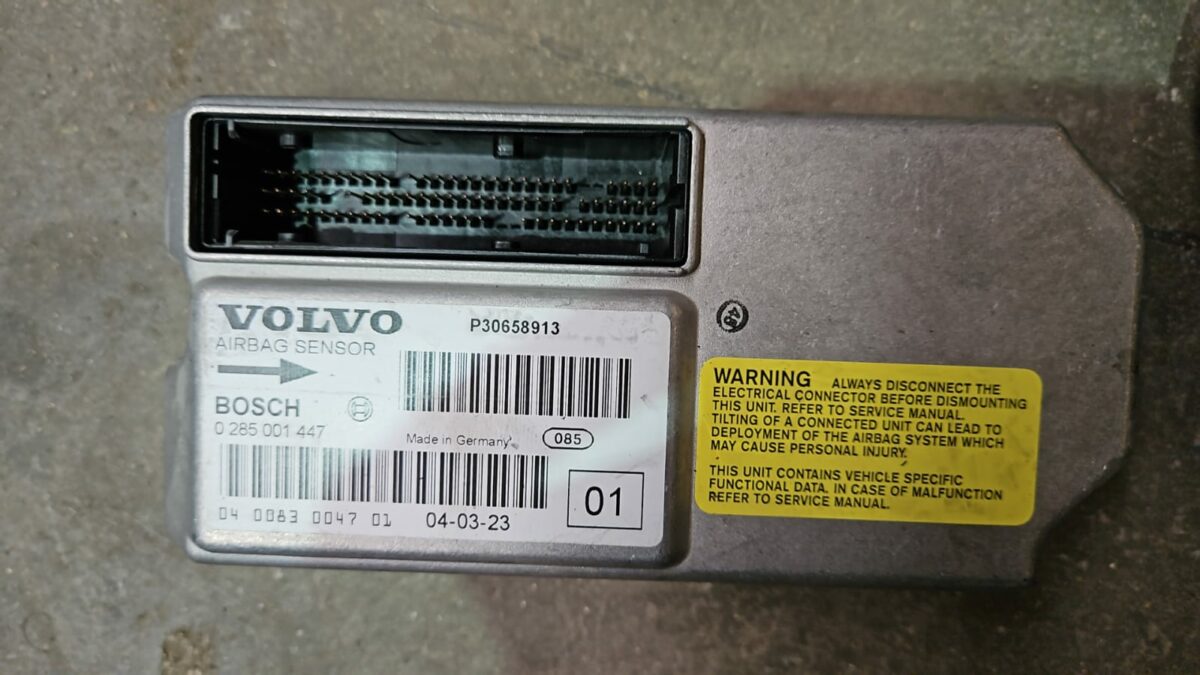 VOLVO
P30658913
AIRBAG SENSOR
BOSCH
0 285 001 447
Made in Germany
085
04 0083 0047 01
04-03-23
01
48
WARNING ALWAYS DISCONNECT THE
ELECTRICAL CONNECTOR BEFORE DISMOUNTING
THIS UNIT. REFER TO SERVICE MANUAL.
TILTING OF A CONNECTED UNIT CAN LEAD TO
DEPLOYMENT OF THE AIRBAG SYSTEM WHICH
MAY CAUSE PERSONAL INJURY.
THIS UNIT CONTAINS VEHICLE SPECIFIC
FUNCTIONAL DATA. IN CASE OF MALFUNCTION
REFER TO SERVICE MANUAL.